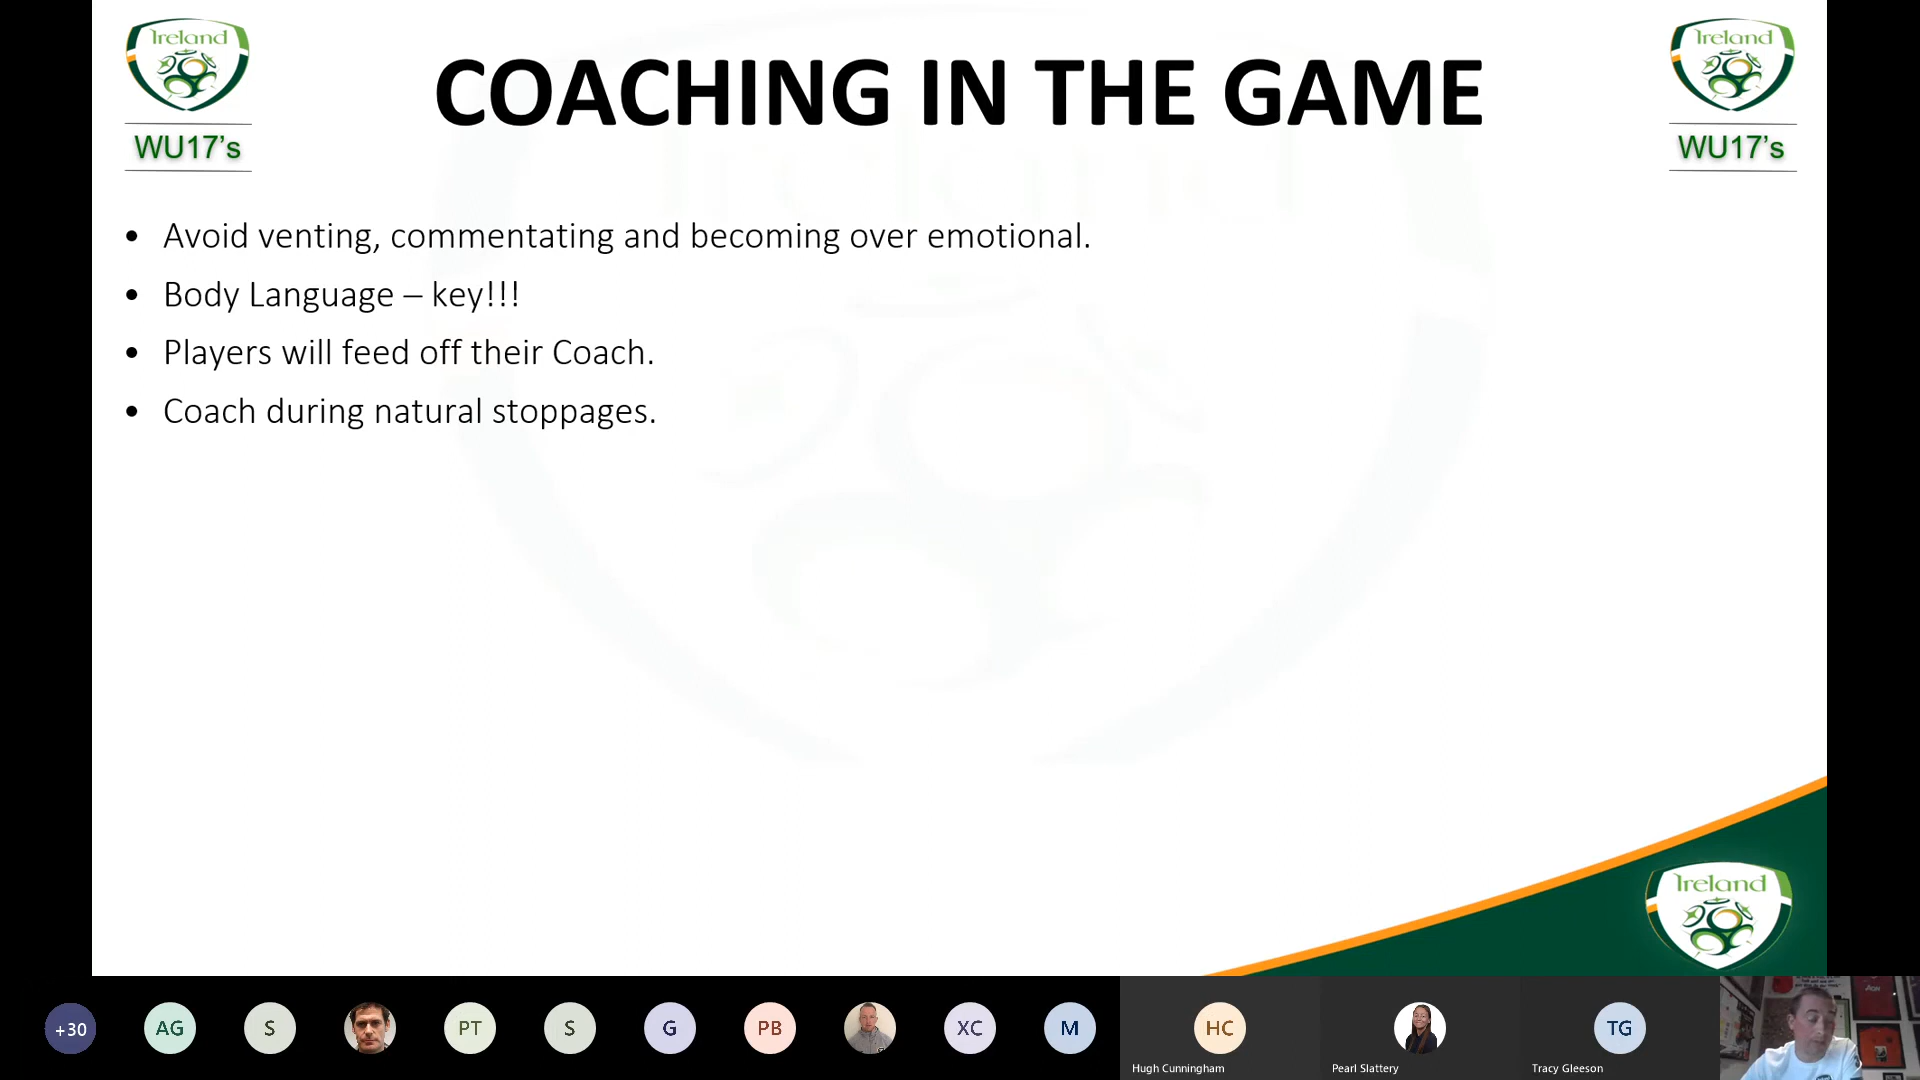 Ireland
WU17's
COACHING IN THE GAME
Ireland
WU17's
• Avoid venting, commentating and becoming over emotional.
• Body Language – key!!!
• Players will feed off their Coach.
• Coach during natural stoppages.
Ireland
+30
AG
S
PT
S
G
PB
XC
M
HC
TG
Hugh Cunningham
Pearl Slattery
Tracy Gleeson
AON